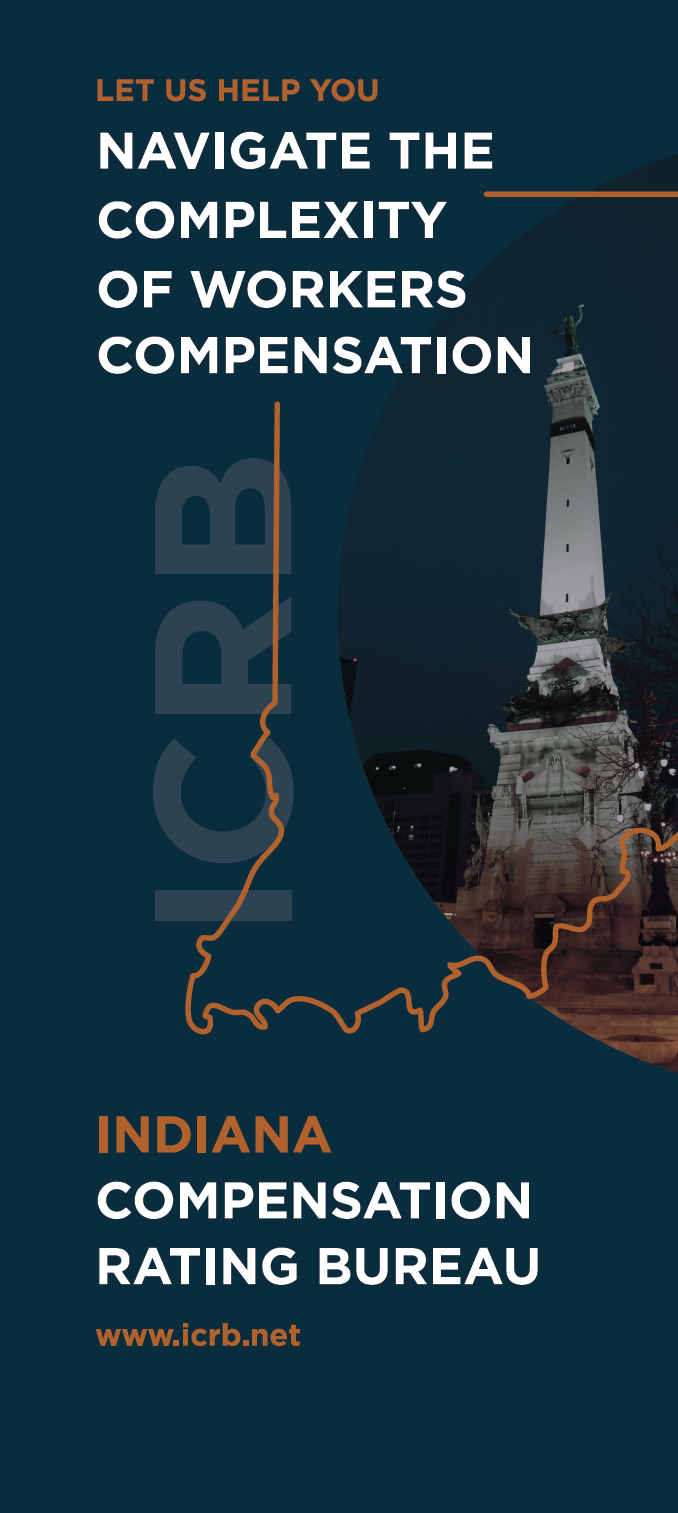 LET US HELP YOU
NAVIGATE THE
COMPLEXITY
OF WORKERS
COMPENSATION
ICRB
INDIANA
COMPENSATION
RATING BUREAU
www.icrb.net